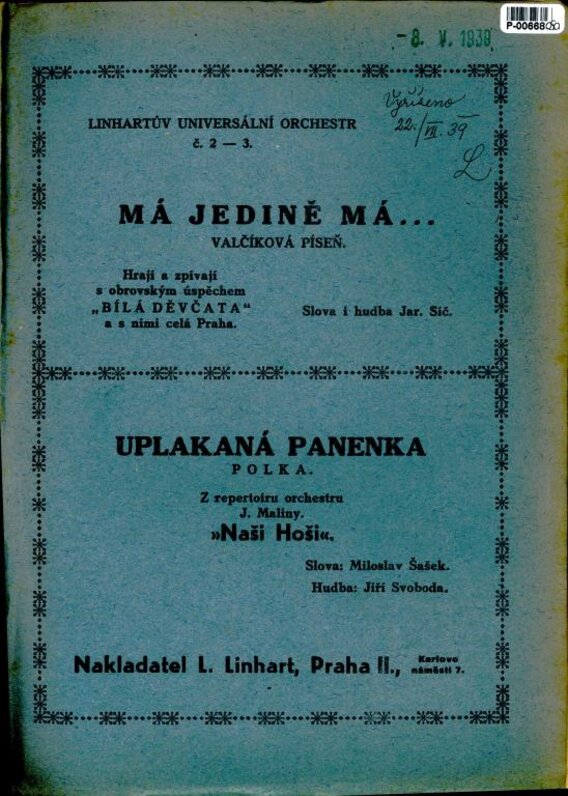 P-00668
-8. V. 1939
Vyřízeno
22./VII. 39
L
LINHARTŮV UNIVERSÁLNÍ ORCHESTR
č. 2 — 3.
MÁ JEDINĚ MÁ...
VALČÍKOVÁ PÍSEŇ.
Hrají a zpívají
s obrovským úspěchem
„BÍLÁ DĚVČATA"
a s nimi celá Praha.
Slova i hudba Jar. Síč.
UPLAKANÁ PANENKA
POLKA.
Z repertoiru orchestru
J. Maliny.
»Naši Hoši«.
Slova: Miloslav Šašek.
Hudba: Jiří Svoboda.
Nakladatel L. Linhart, Praha II., Karlovo
náměstí 7.